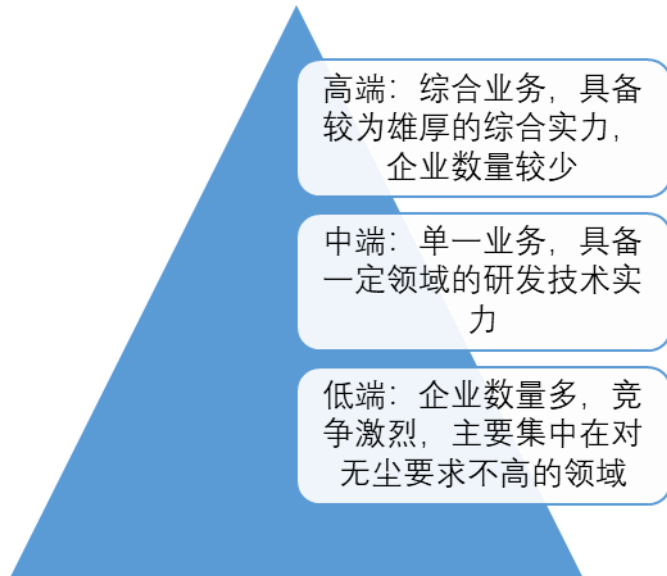 高端：综合业务，具备
较为雄厚的综合实力，
企业数量较少
中端：单一业务，具备
一定领域的研发技术实
力
低端：企业数量多，竞
争激烈，主要集中在对
无尘要求不高的领域